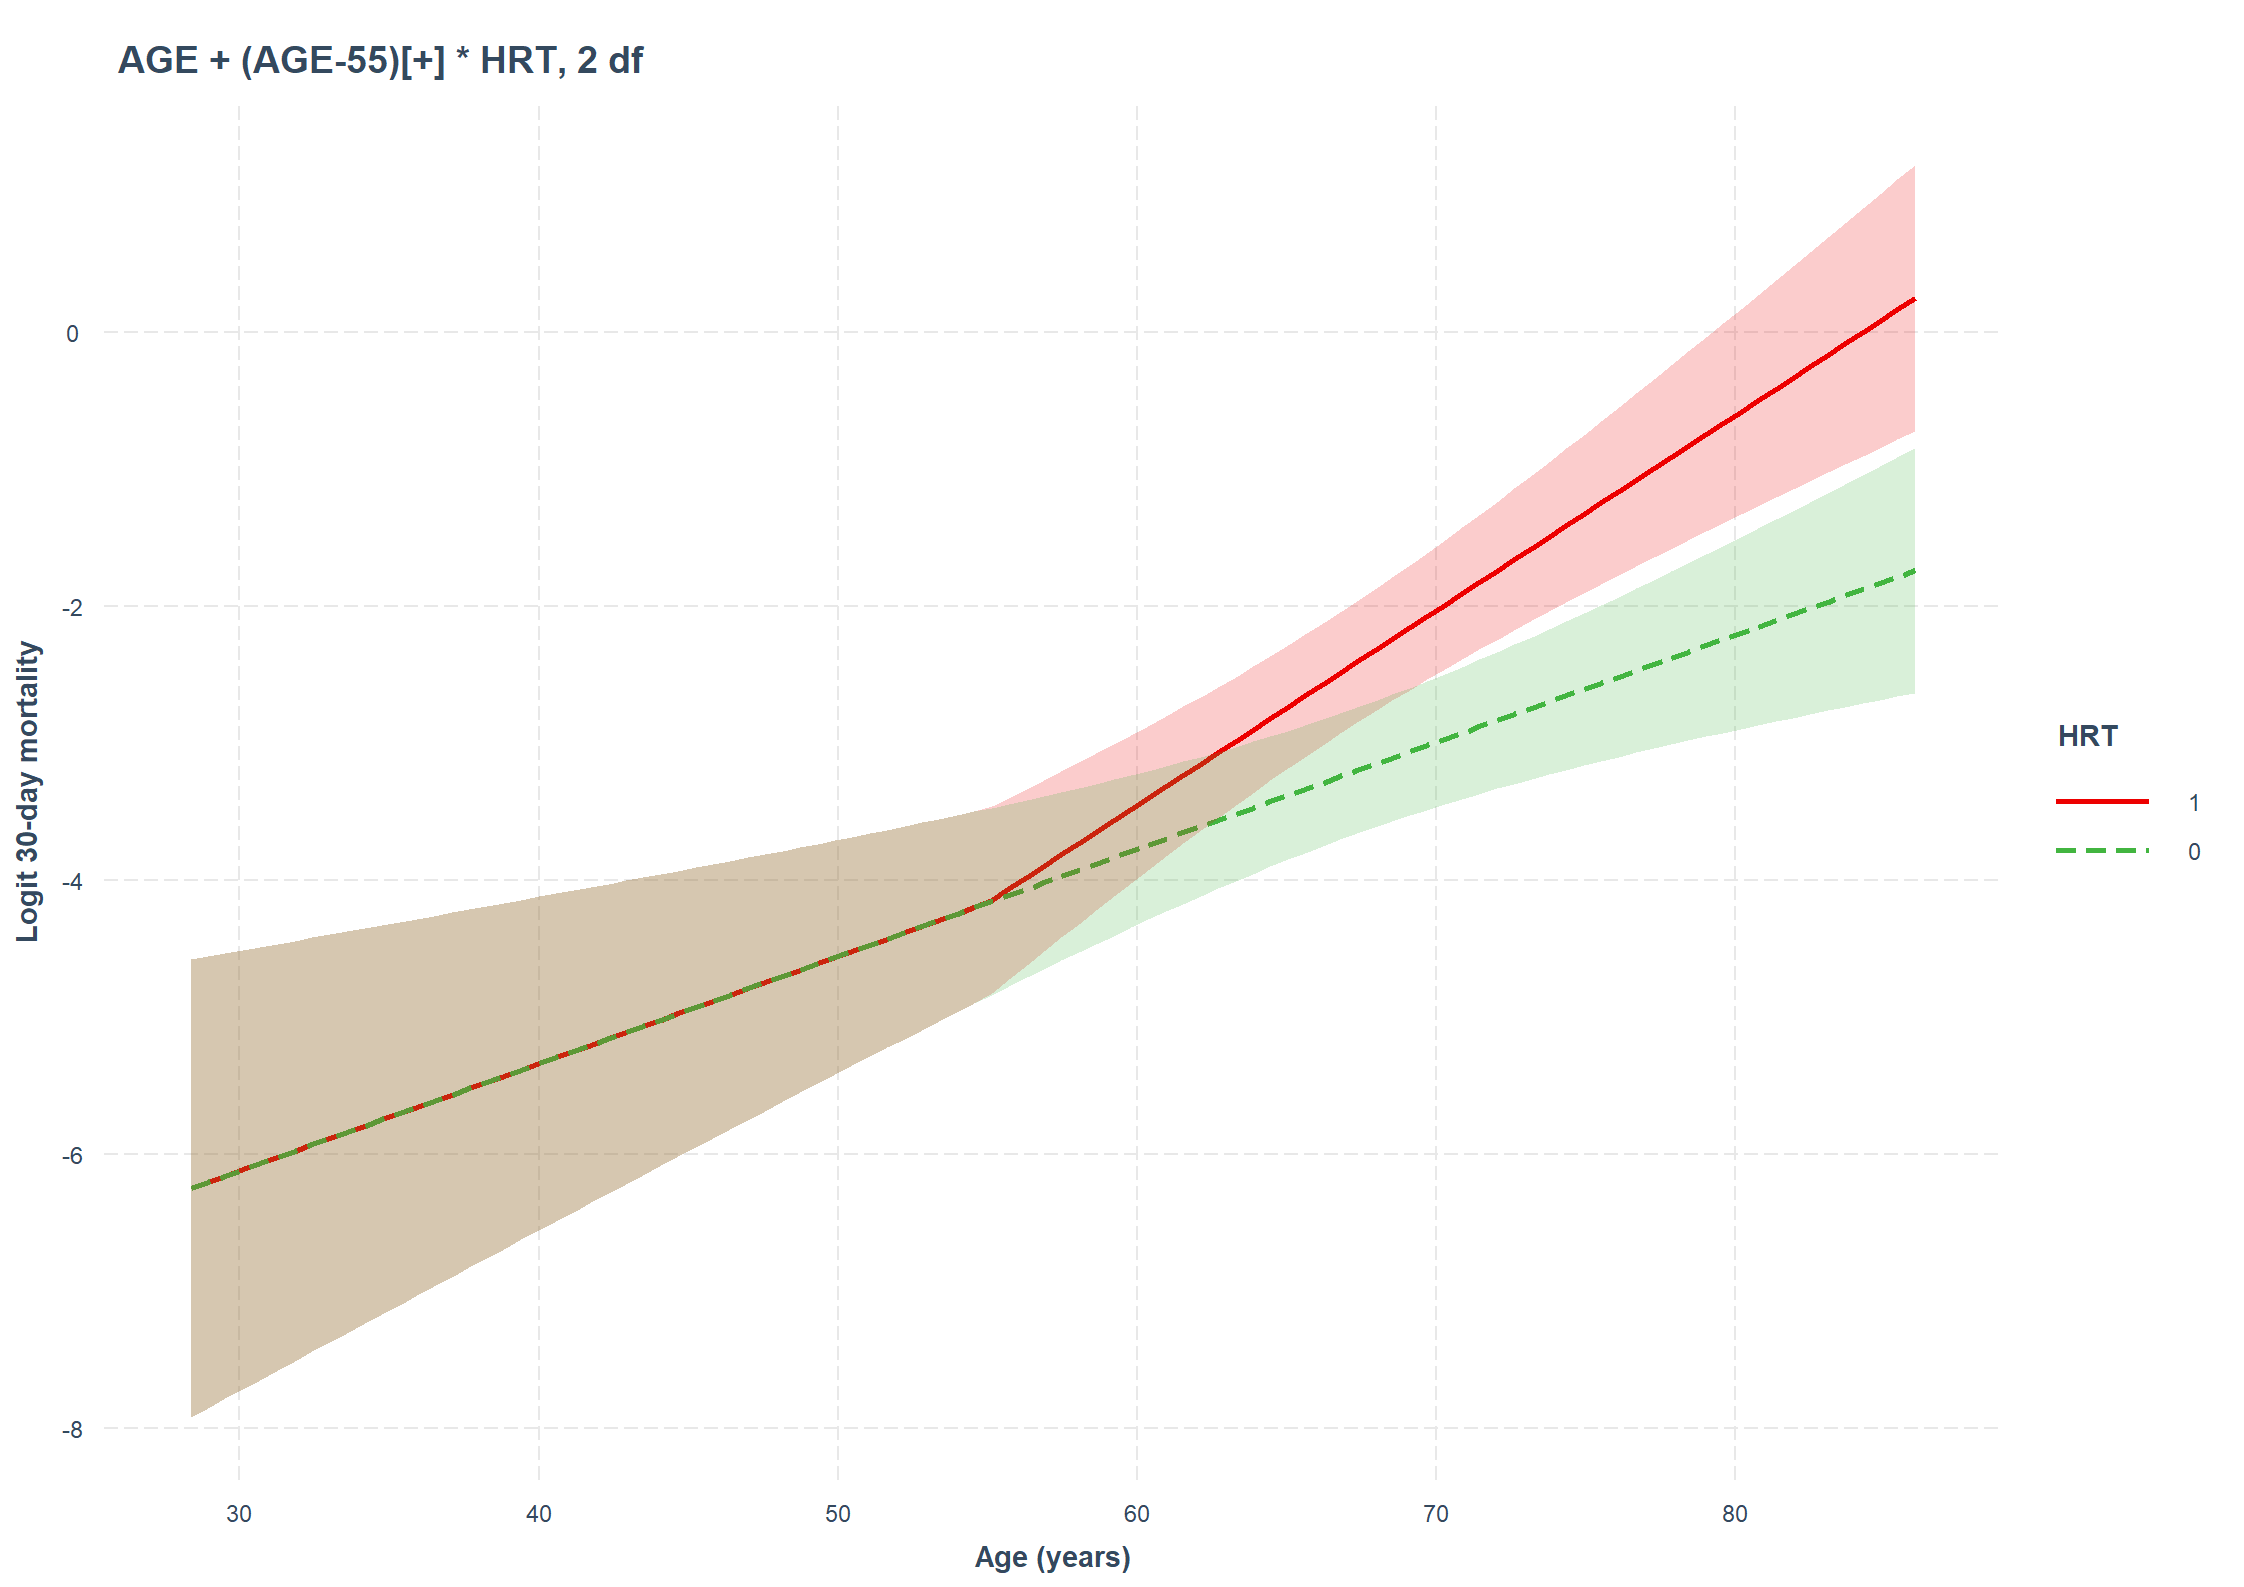 AGE + (AGE-55)[+] * HRT, 2 df
Logit 30-day mortality
0
-2
-4
-6
-8
30 40 50 60 70 80
Age (years)
HRT
1
0